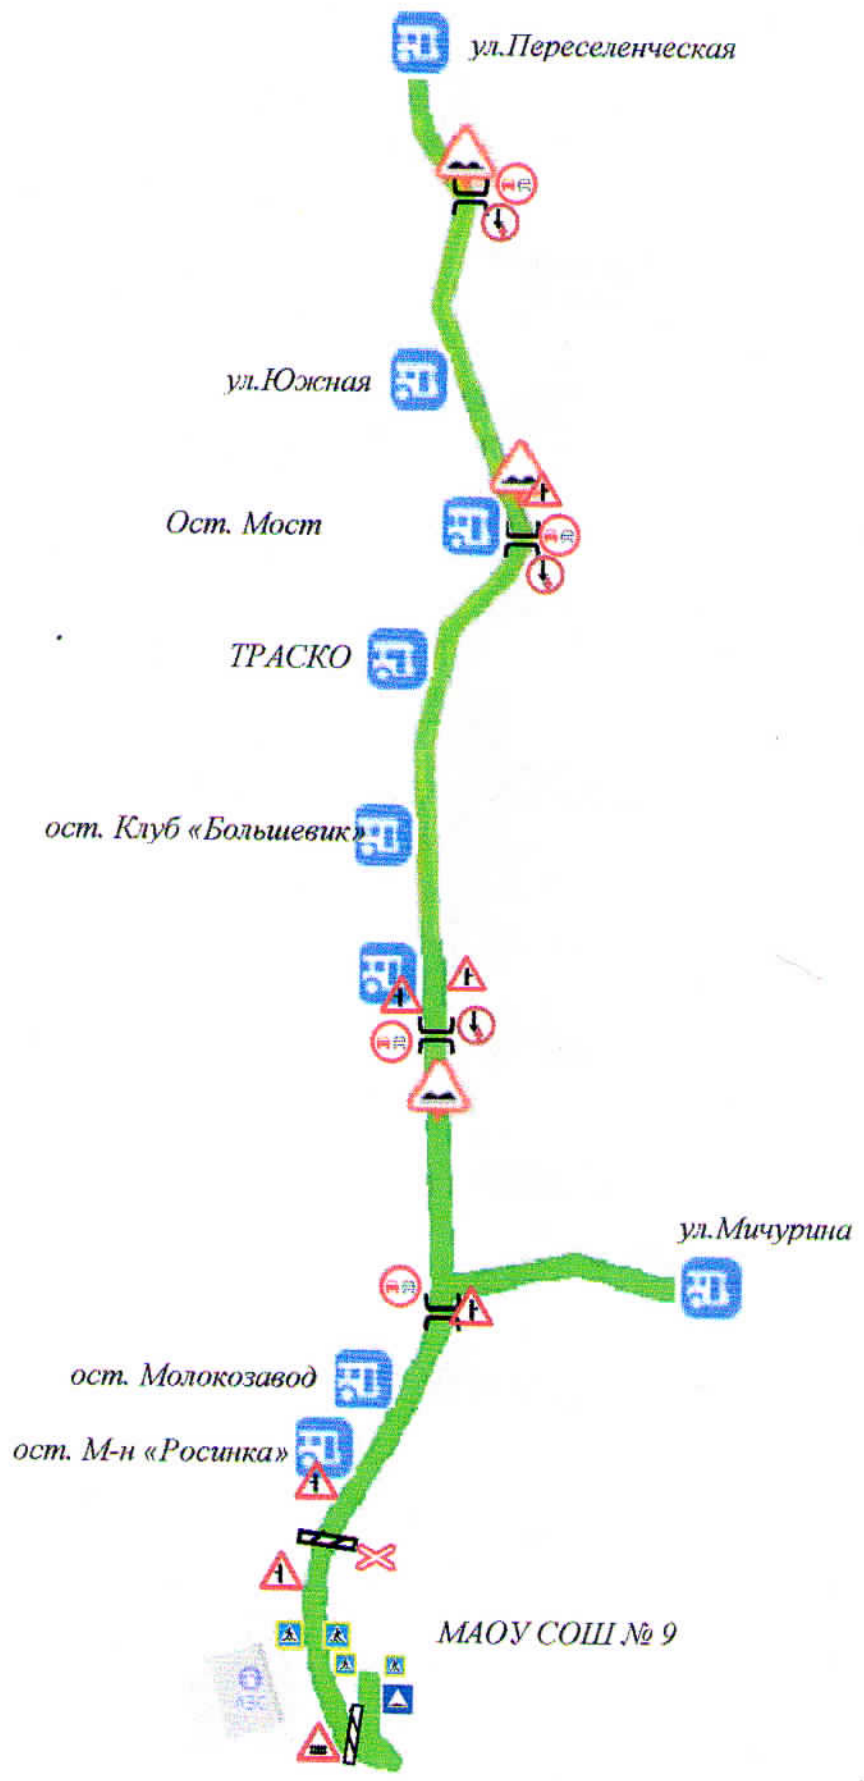 ул.Переселенческая
ул.Южная
Ост. Мост
ТРАСКО
ост. Клуб «Большевик»
ул.Мичурина
ост. Молокозавод
ост. М-н «Росинка»
МАОУ СОШ № 9